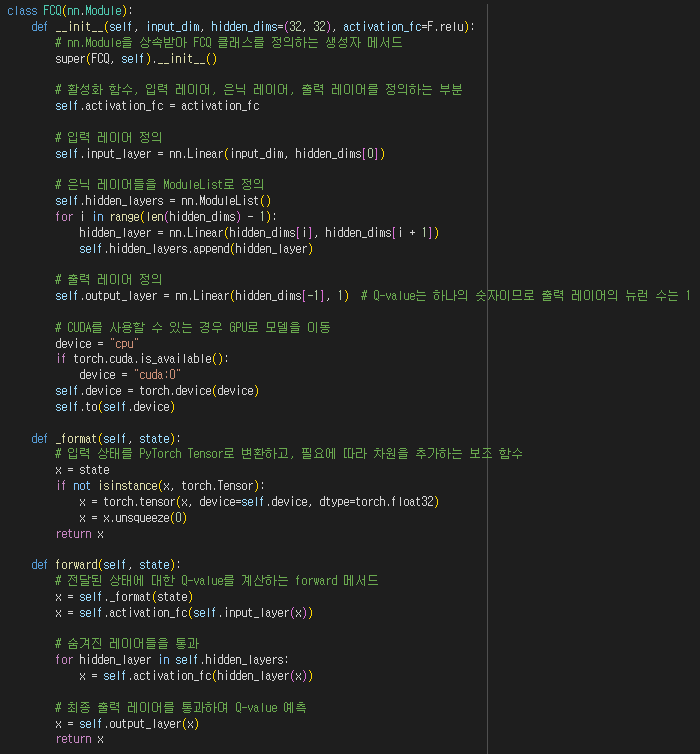 class FCQ(nn.Module):
    def __init__(self, input_dim, hidden_dims=(32, 32), activation_fc=F.relu):
        # nn.Module을 상속받아 FCQ 클래스를 정의하는 생성자 메서드
        super(FCQ, self).__init__()

        # 활성화 함수, 입력 레이어, 은닉 레이어, 출력 레이어를 정의하는 부분
        self.activation_fc = activation_fc

        # 입력 레이어 정의
        self.input_layer = nn.Linear(input_dim, hidden_dims[0])

        # 은닉 레이어들을 ModuleList로 정의
        self.hidden_layers = nn.ModuleList()
        for i in range(len(hidden_dims) - 1):
            hidden_layer = nn.Linear(hidden_dims[i], hidden_dims[i + 1])
            self.hidden_layers.append(hidden_layer)

        # 출력 레이어 정의
        self.output_layer = nn.Linear(hidden_dims[-1], 1)  # Q-value는 하나의 숫자이므로 출력 레이어의 뉴런 수는 1

        # CUDA를 사용할 수 있는 경우 GPU로 모델을 이동
        device = "cpu"
        if torch.cuda.is_available():
            device = "cuda:0"
        self.device = torch.device(device)
        self.to(self.device)

    def _format(self, state):
        # 입력 상태를 PyTorch Tensor로 변환하고, 필요에 따라 차원을 추가하는 보조 함수
        x = state
        if not isinstance(x, torch.Tensor):
            x = torch.tensor(x, device=self.device, dtype=torch.float32)
            x = x.unsqueeze(0)
        return x

    def forward(self, state):
        # 전달된 상태에 대한 Q-value를 계산하는 forward 메서드
        x = self._format(state)
        x = self.activation_fc(self.input_layer(x))

        # 숨겨진 레이어들을 통과
        for hidden_layer in self.hidden_layers:
            x = self.activation_fc(hidden_layer(x))

        # 최종 출력 레이어를 통과하여 Q-value 예측
        x = self.output_layer(x)
        return x